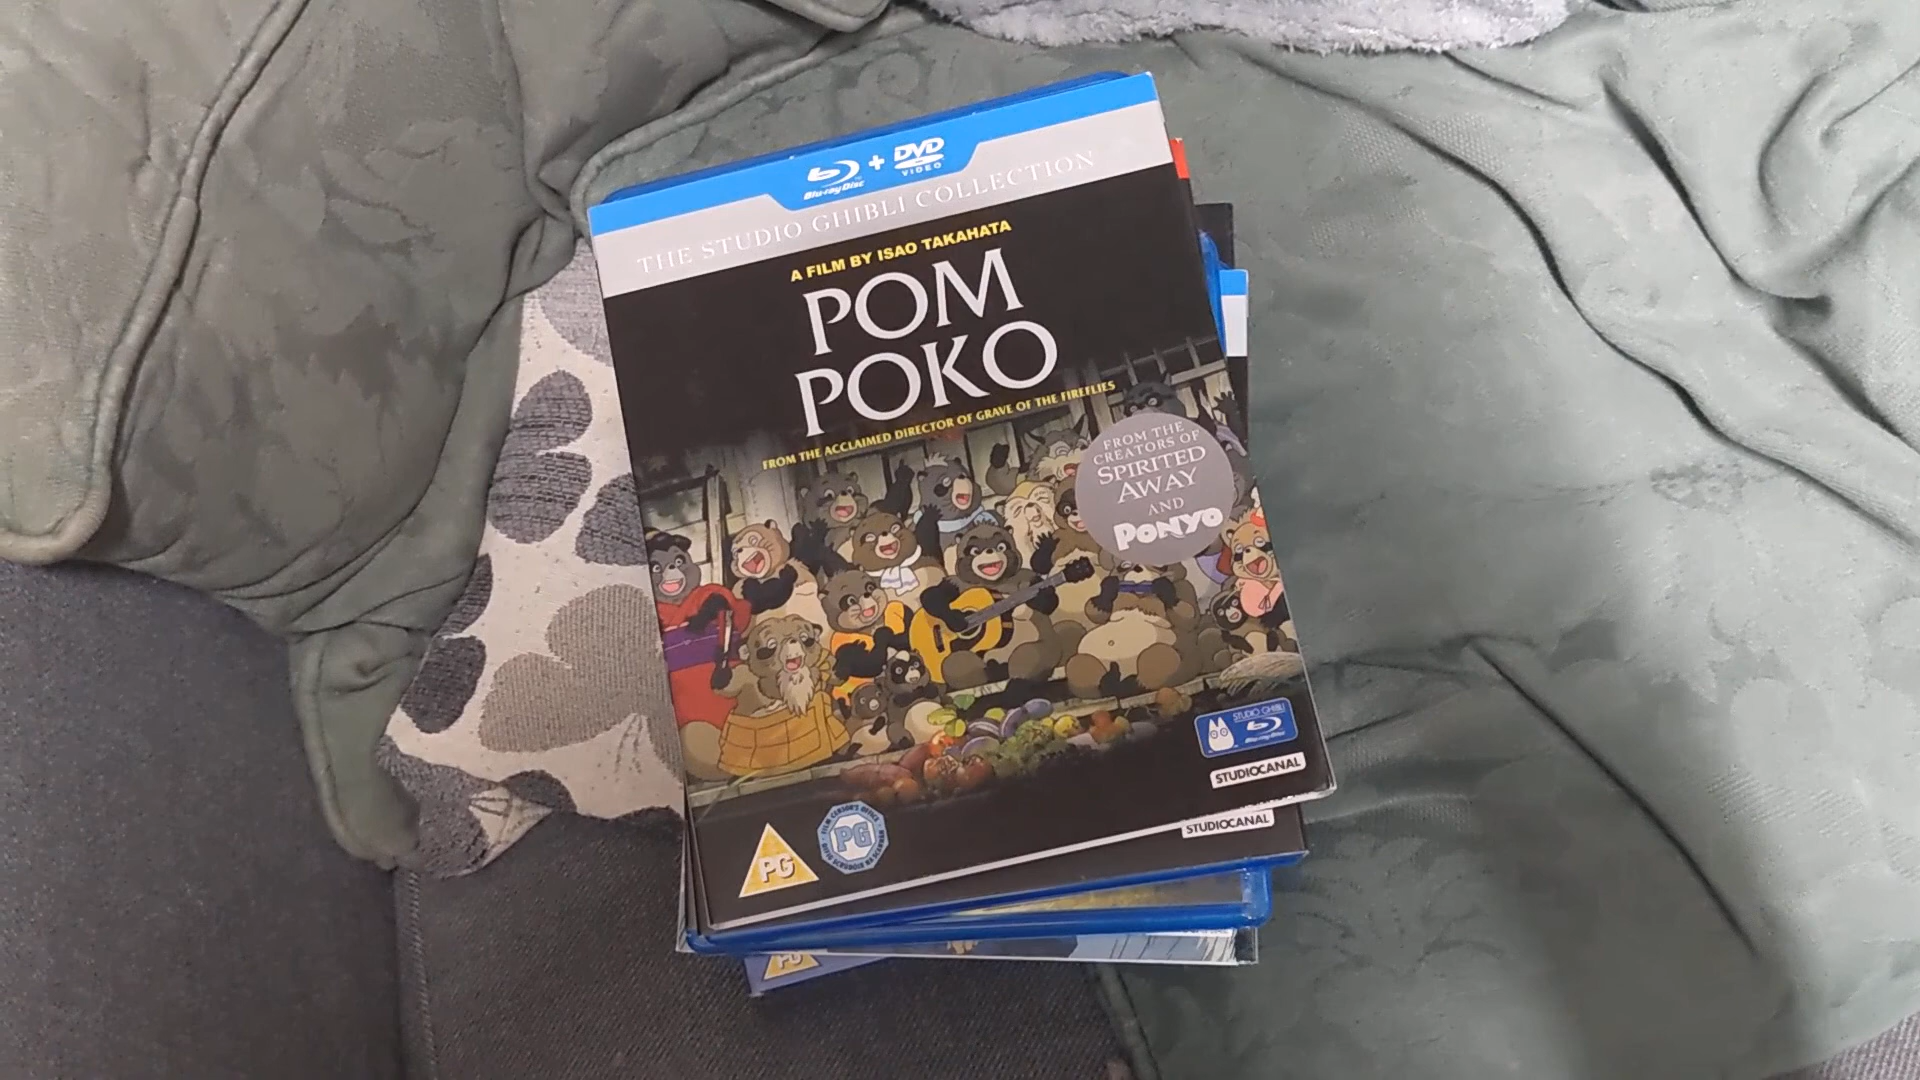 Blu-ray Disc + DVD
VIDEO
THE STUDIO GHIBLI COLLECTION
A FILM BY ISAO TAKAHATA
POM
POKO
FROM THE ACCLAIMED DIRECTOR OF GRAVE OF THE FIREFLIES
FROM THE
CREATORS OF
SPIRITED
AWAY
AND
PONYO
STUDIO GHIBLI
Blu-ray Disc
STUDIOCANAL
PG
PG
STUDIOCANAL
PG